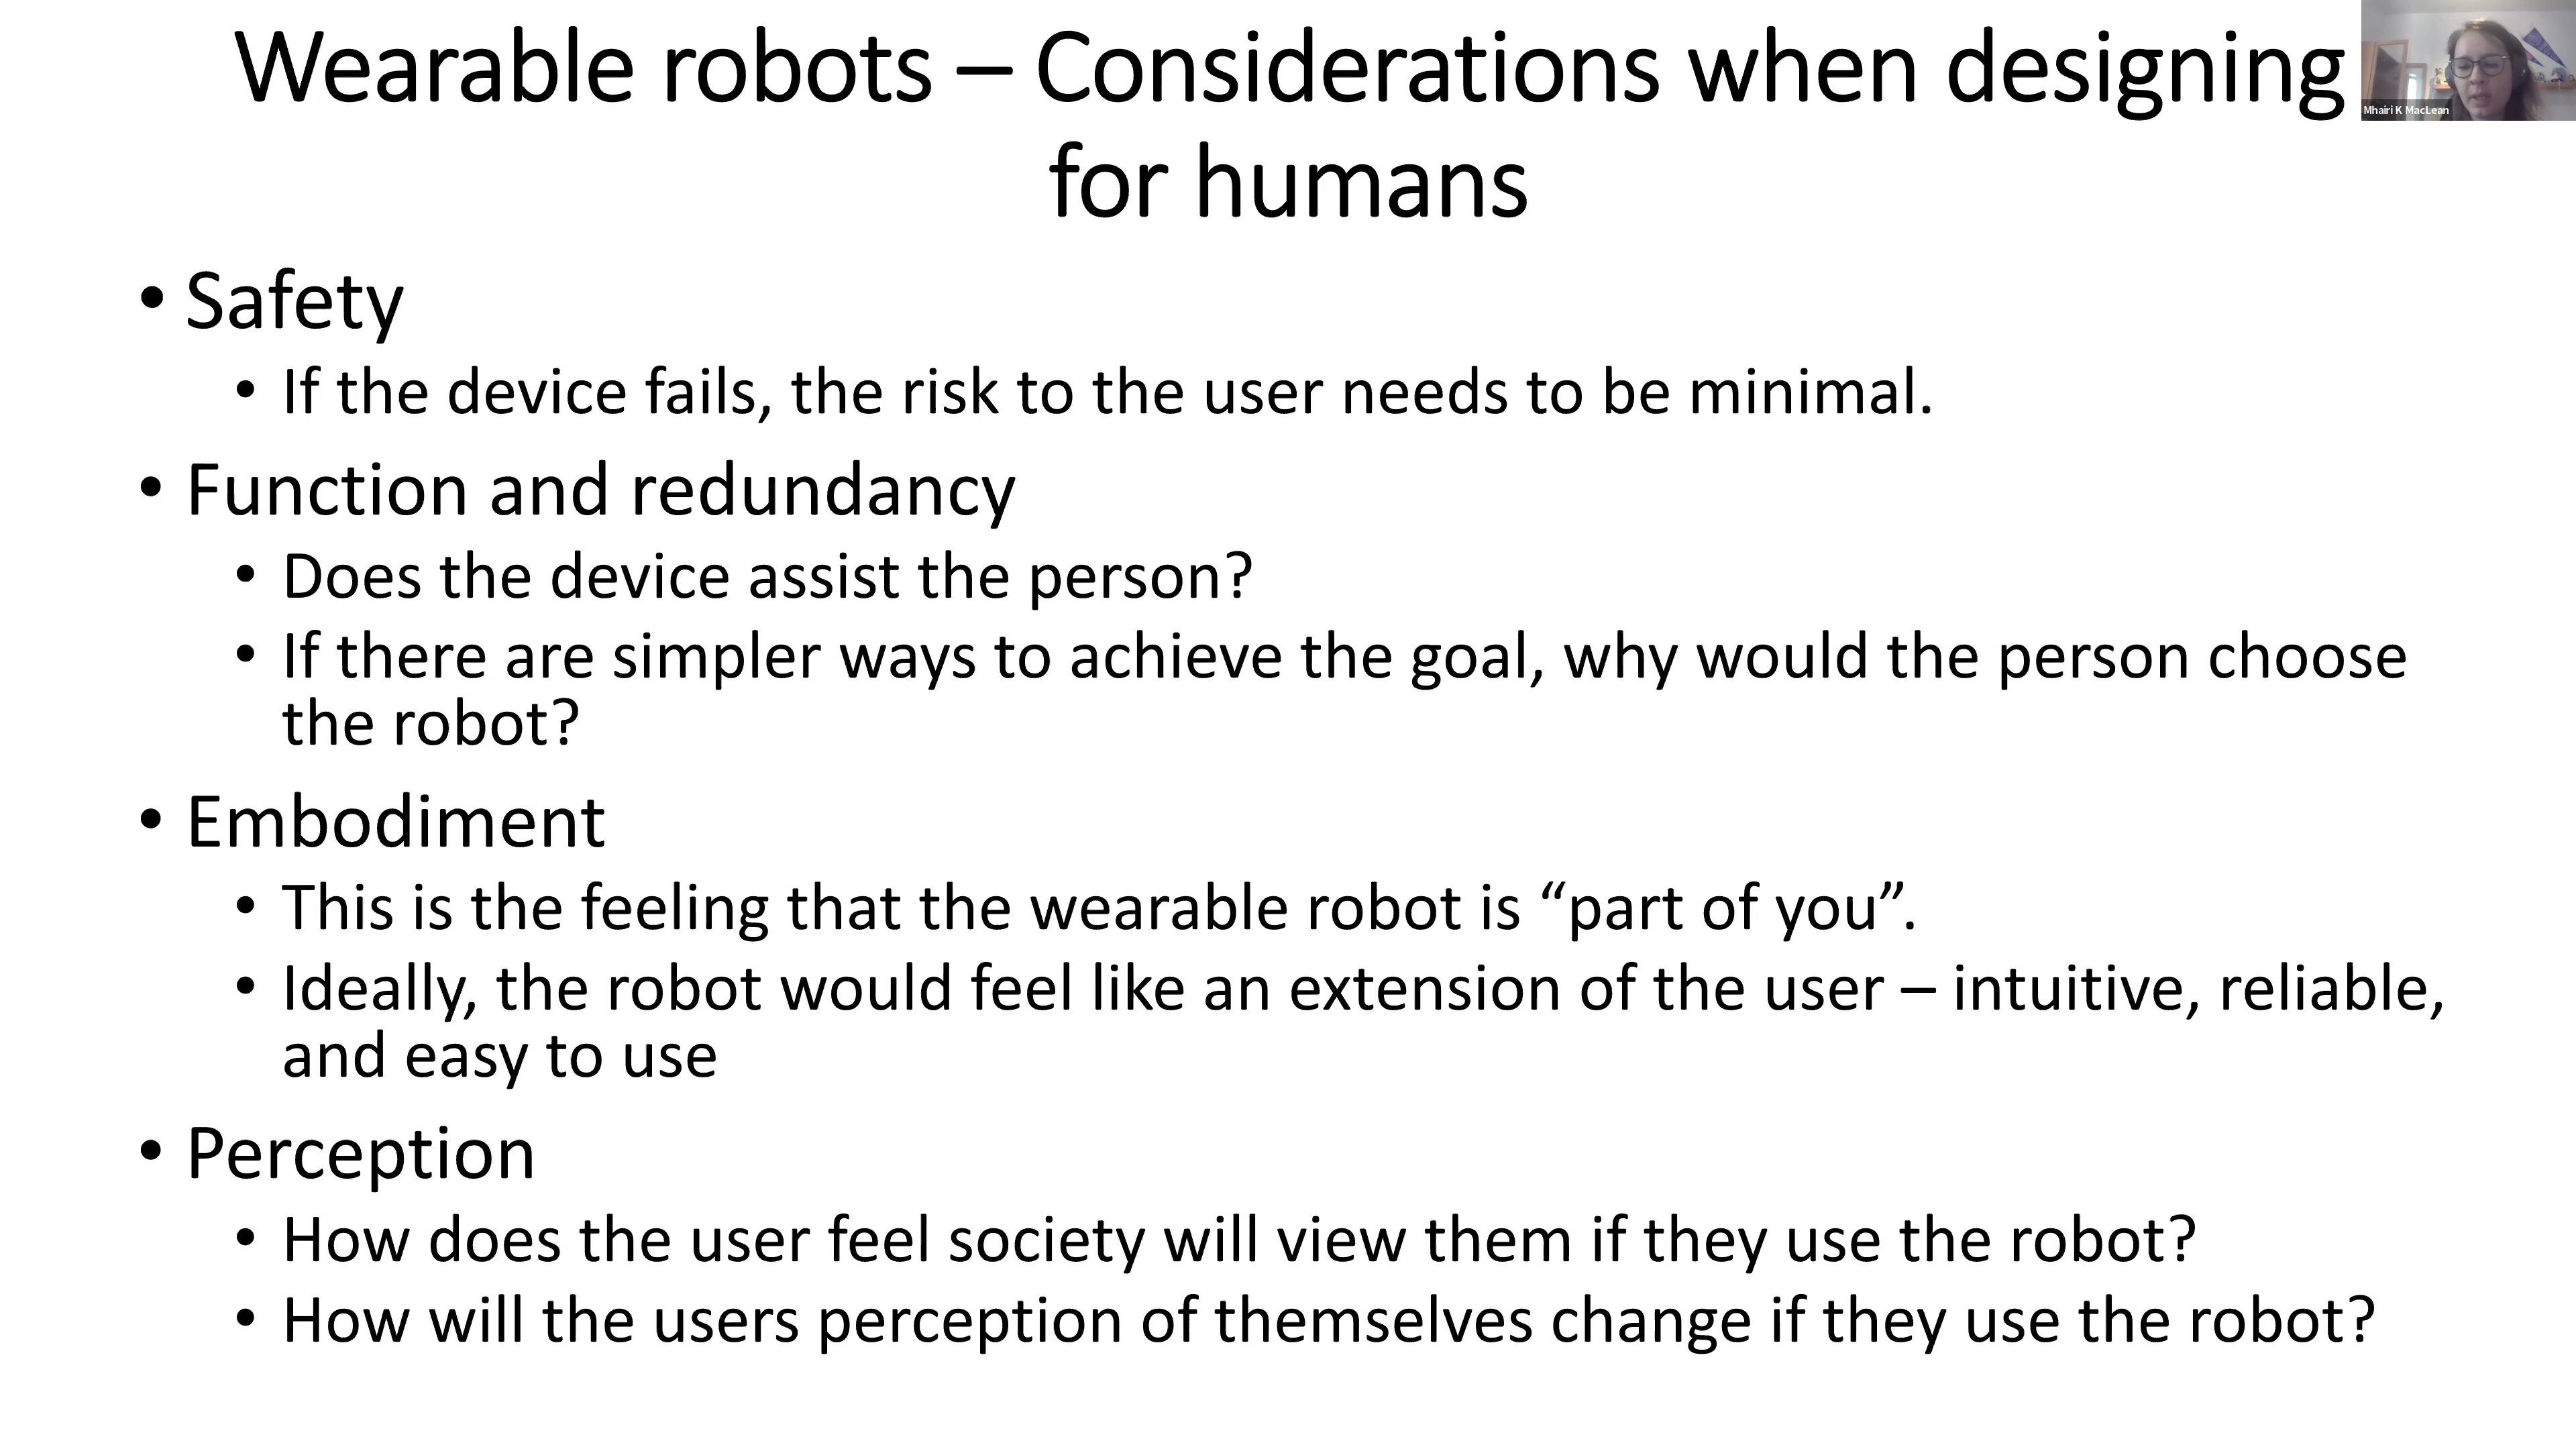 Wearable robots – Considerations when designing
for humans
Mhairi K MacLean
• Safety
• If the device fails, the risk to the user needs to be minimal.
• Function and redundancy
• Does the device assist the person?
• If there are simpler ways to achieve the goal, why would the person choose
the robot?
• Embodiment
• This is the feeling that the wearable robot is “part of you”.
• Ideally, the robot would feel like an extension of the user – intuitive, reliable,
and easy to use
• Perception
• How does the user feel society will view them if they use the robot?
• How will the users perception of themselves change if they use the robot?